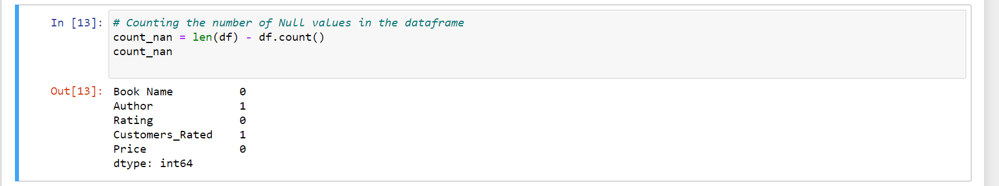 In [13]: # Counting the number of Null values in the dataframe
count_nan = len(df) - df.count()
count_nan
Out[13]: Book Name 0
Author 1
Rating 0
Customers_Rated 1
Price 0
dtype: int64